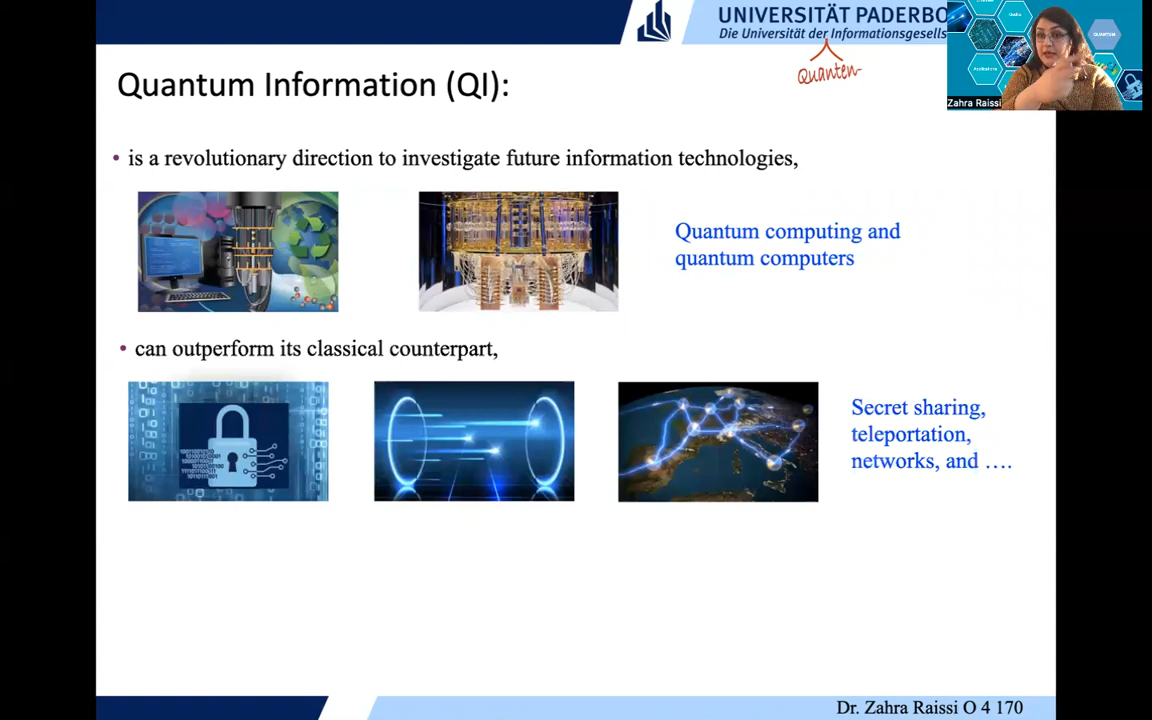 UNIVERSITÄT PADERBO
Die Universität der Informationsgesells
Quanten-
QUANTUM
Applications
Zahra Raissi
Quantum Information (QI):
• is a revolutionary direction to investigate future information technologies,
Quantum computing and
quantum computers
• can outperform its classical counterpart,
Secret sharing,
teleportation,
networks, and ….
Dr. Zahra Raissi O 4 170